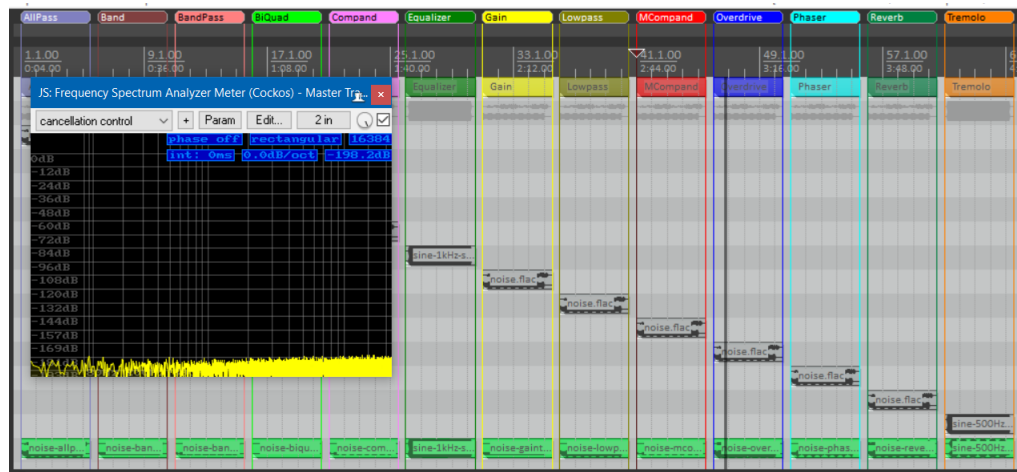 AllPass Band BandPass BiQuad Compand Equalizer Gain Lowpass MCompand Overdrive Phaser Reverb Tremolo
1.1.00 9.1.00 17.1.00 25.1.00 33.1.00 41.1.00 49.1.00 57.1.00
0:04.00 0:36.00 1:08.00 1:40.00 2:12.00 2:44.00 3:16.00 3:48.00
Equalizer Gain Lowpass MCompand Overdrive Phaser Reverb Tremolo
JS: Frequency Spectrum Analyzer Meter (Cockos) - Master Tra...
cancellation control + Param Edit... 2 in
phase off rectangular 16384
int: 0ms 0.0dB/oct -198.2dB
0dB
-12dB
-24dB
-36dB
-48dB
-60dB
-72dB
-84dB
-96dB
-108dB
-120dB
-132dB
-144dB
-157dB
-169dB
sine-1kHz-s...
noise.flac
noise.flac
noise.flac
noise.flac
noise.flac
noise.flac
sine-500Hz...
noise-allp... noise-ban... noise-ban... noise-biqu... noise-com... sine-1kHz-s... noise-gaint... noise-lowp... noise-mco... noise-over... noise-phas... noise-reve... sine-500Hz...